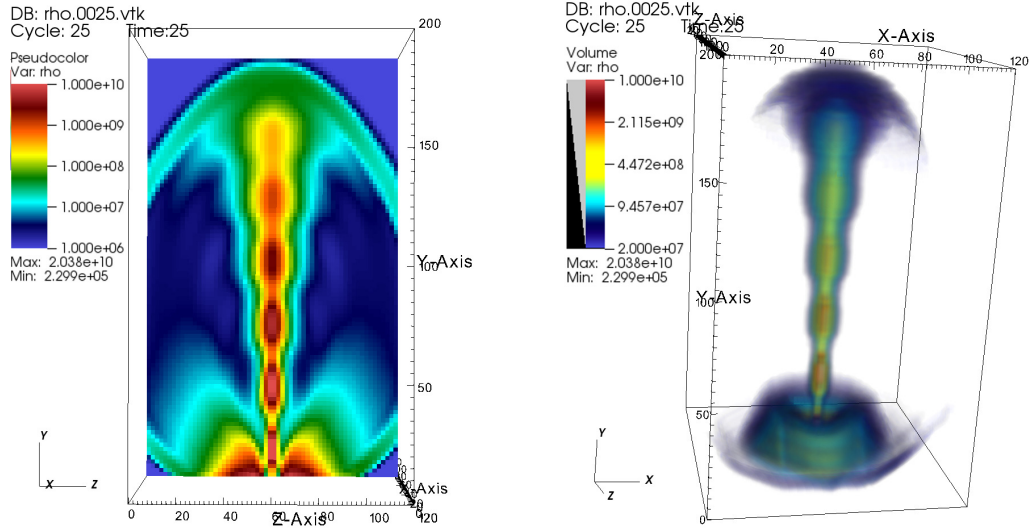 DB: rho.0025.vtk
Cycle: 25 Time:25
Pseudocolor
Var: rho
1.000e+10
1.000e+09
1.000e+08
1.000e+07
1.000e+06
Max: 2.038e+10
Min: 2.299e+05
200
150
100
Y-Axis
50
0
0 20 40 60 80 100 120
Z-Axis
X-Axis
Y
X Z
DB: rho.0025.vtk
Cycle: 25 Time:25
Volume
Var: rho
1.000e+10
2.115e+09
4.472e+08
9.457e+07
2.000e+07
Max: 2.038e+10
Min: 2.299e+05
Z-Axis
X-Axis
20 40 60 80 100 120
200
150
100
Y-Axis
50
0
Y
X
Z